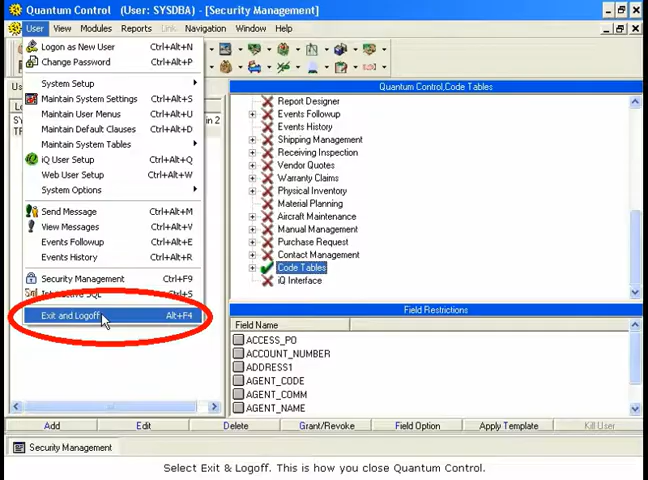 Quantum Control (User: SYSDBA) - [Security Management]
User View Modules Reports Link Navigation Window Help
Logon as New User Ctrl+Alt+N
Change Password Ctrl+Alt+P
System Setup
Maintain System Settings Ctrl+Alt+S
Maintain User Menus Ctrl+Alt+U
Maintain Default Clauses Ctrl+Alt+D
Maintain System Tables
iQ User Setup Ctrl+Alt+Q
Web User Setup Ctrl+Alt+W
System Options
Send Message Ctrl+Alt+M
View Messages Ctrl+Alt+V
Events Followup Ctrl+Alt+E
Events History Ctrl+Alt+R
Security Management Ctrl+F9
Interactive SQL Ctrl+S
Exit and Logoff Alt+F4
in 2
Quantum Control,Code Tables
Report Designer
Events Followup
Events History
Shipping Management
Receiving Inspection
Vendor Quotes
Warranty Claims
Physical Inventory
Material Planning
Aircraft Maintenance
Manual Management
Purchase Request
Contact Management
Code Tables
iQ Interface
Field Restrictions
Field Name
ACCESS_PO
ACCOUNT_NUMBER
ADDRESS1
AGENT_CODE
AGENT_COMM
AGENT_NAME
Add Edit Delete Grant/Revoke Field Option Apply Template Kill User
Security Management
Select Exit & Logoff. This is how you close Quantum Control.